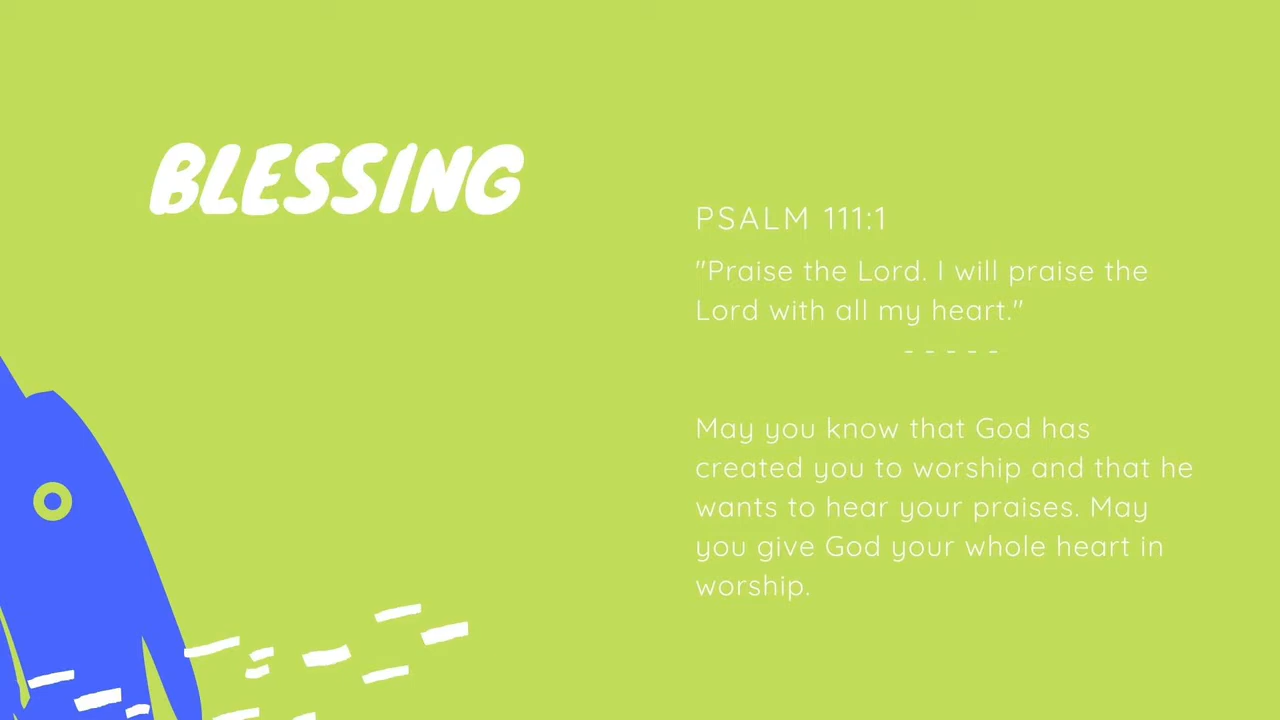 BLESSING
PSALM 111:1
"Praise the Lord. I will praise the
Lord with all my heart."
- - - - -
May you know that God has
created you to worship and that he
wants to hear your praises. May
you give God your whole heart in
worship.